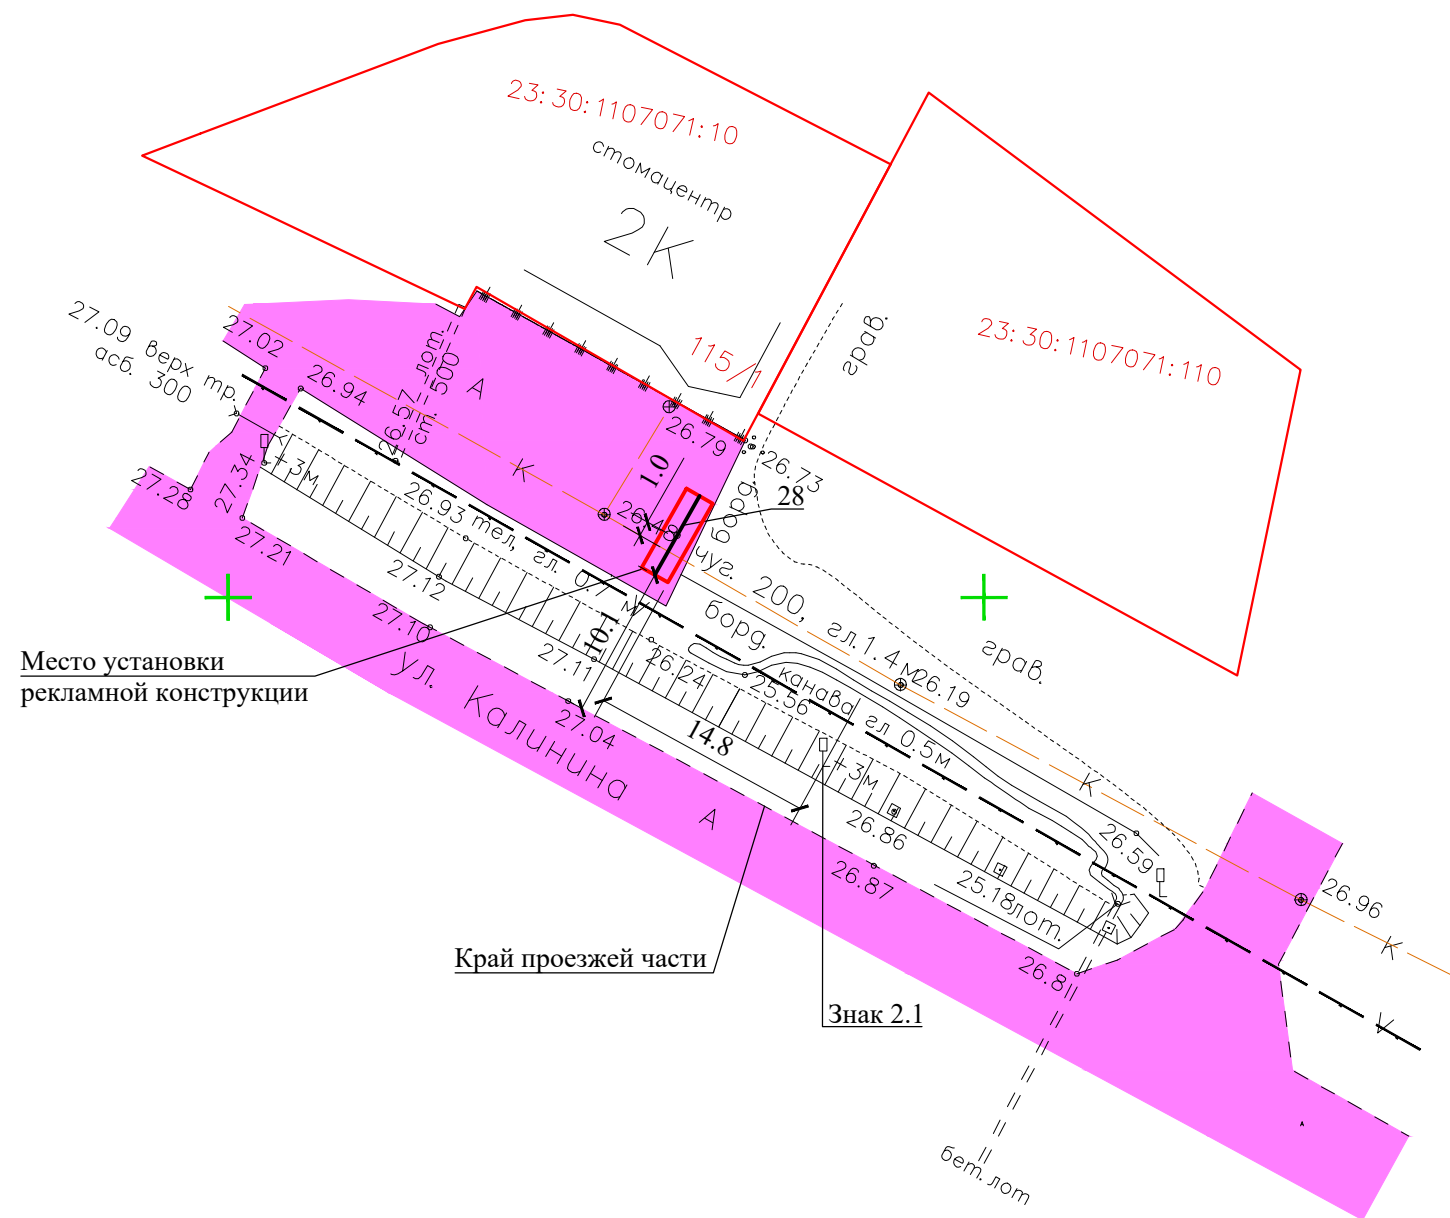 23:30:1107071:10
стомацентр
2К
23:30:1107071:110
115/1
грав.
27.09 верх тр.
асб. 300
27.02
26.94
26.57 лот.
ст.=500
А
К
26.79
26.73
1.0
28
26.48
борд.
27.28
27.34
+3м
26.93 тел. гл. 0.7 м
27.21
27.12
чуг. 200, гл.1.4м
27.10
борд.
10.1
грав.
27.11
26.24
26.19
Место установки
рекламной конструкции
ул. Калинина
25.56
канава гл 0.5м
27.04
14.8
+3м
К
А
26.86
26.59
26.87
25.18лот.
26.96
К
Край проезжей части
26.81
Знак 2.1
V
бет.лот